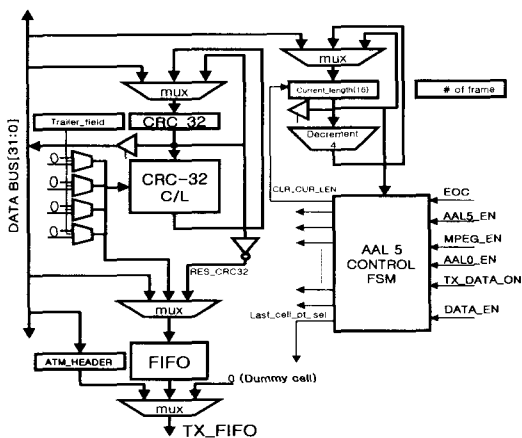 mux
mux
Current_length(16)
# of frame
Trailer_field
CRC_32
Decrement
4
0
0
0
0
CRC-32
C/L
DATA BUS[31:0]
CLR_CUR_LEN
EOC
AAL5_EN
MPEG_EN
AAL0_EN
TX_DATA_ON
DATA_EN
AAL 5
CONTROL
FSM
RES_CRC32
mux
Last_cell_pt_sel
ATM_HEADER
FIFO
0 (Dummy cell)
mux
TX_FIFO